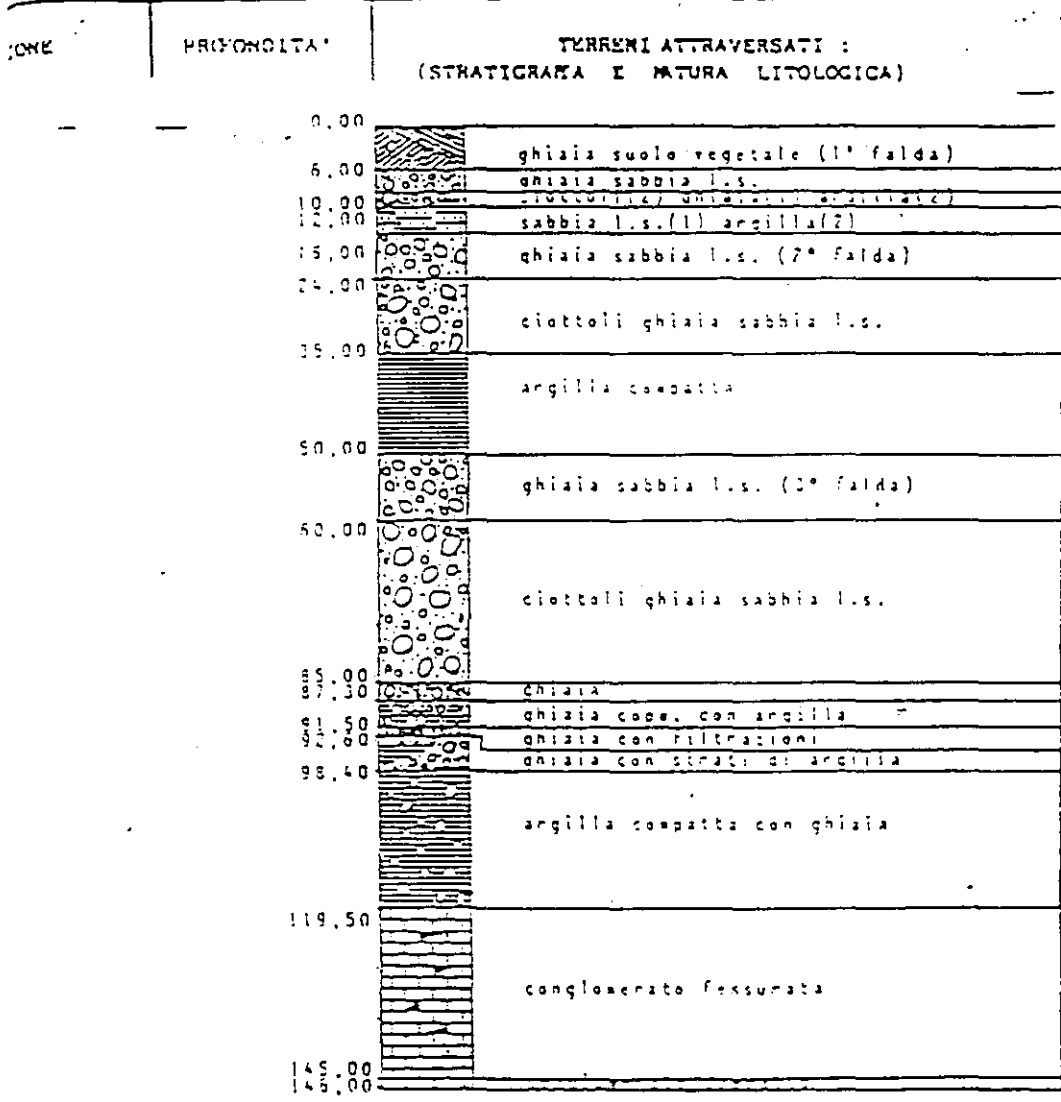 PROFONDITA'
TERRENI ATTRAVERSATI :
(STRATIGRAFIA E NATURA LITOLOGICA)
0,00
ghiaia suolo vegetale (1° falda)
6,00
ghiaia sabbia l.s.
10,00
12,00
sabbia l.s.(1) argilla(2)
15,00
ghiaia sabbia l.s. (2° falda)
24,00
ciottoli ghiaia sabbia l.s.
35,00
argilla compatta
50,00
ghiaia sabbia l.s. (3° falda)
60,00
ciottoli ghiaia sabbia l.s.
85,00
87,30
ghiaia
ghiaia comp. con argilla
91,50
92,80
ghiaia con filtrazioni
ghiaia con strati di argilla
98,40
argilla compatta con ghiaia
119,50
conglomerato fessurata
145,00
146,00